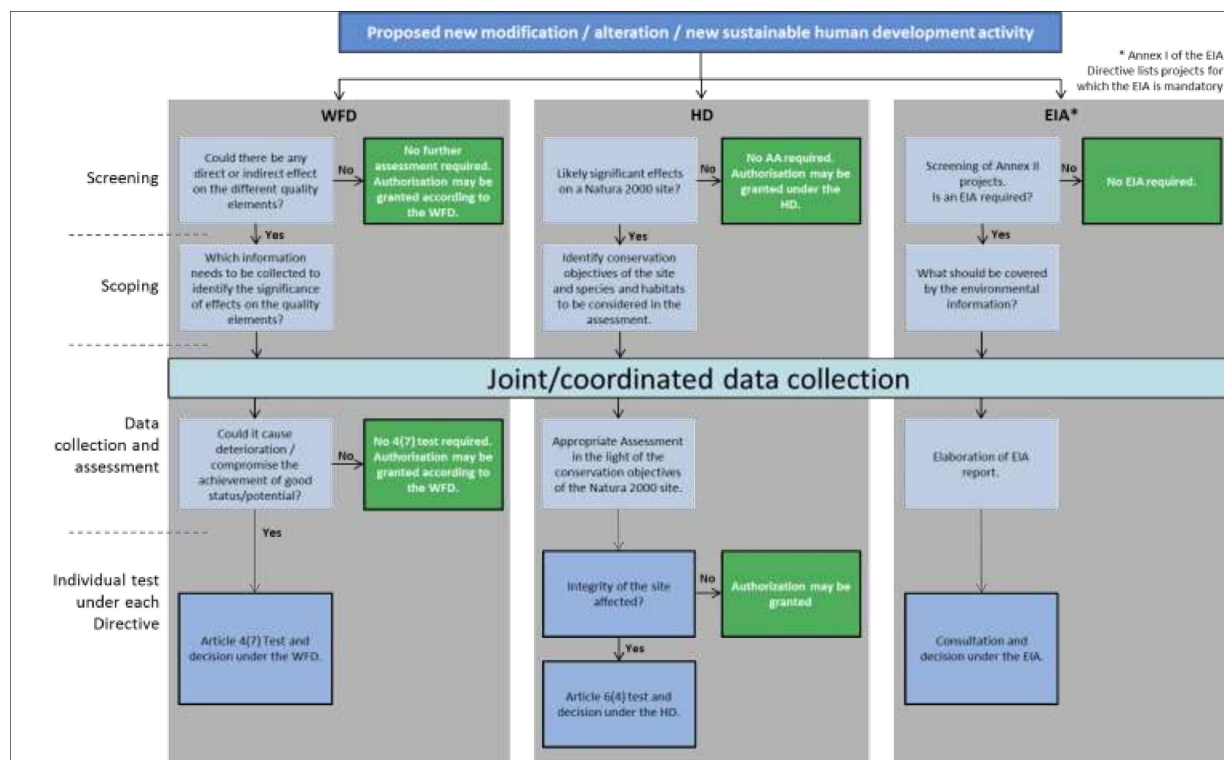 Proposed new modification / alteration / new sustainable human development activity
* Annex I of the EIA
Directive lists projects for
which the EIA is mandatory
WFD
HD
EIA*
Screening
Could there be any
direct or indirect effect
on the different quality
elements?
No
No further
assessment required.
Authorisation may be
granted according to
the WFD.
Likely significant effects
on a Natura 2000 site?
No
No AA required.
Authorisation may be
granted under the
HD.
Screening of Annex II
projects.
Is an EIA required?
No
No EIA required.
Yes
Yes
Yes
Scoping
Which information
needs to be collected to
identify the significance
of effects on the quality
elements?
Identify conservation
objectives of the site
and species and habitats
to be considered in the
assessment.
What should be covered
by the environmental
information?
Joint/coordinated data collection
Data
collection and
assessment
Could it cause
deterioration /
compromise the
achievement of good
status/potential?
No
No 4(7) test required.
Authorisation may be
granted according to
the WFD.
Appropriate Assessment
in the light of the
conservation objectives
of the Natura 2000 site.
Elaboration of EIA
report.
Yes
Individual test
under each
Directive
Article 4(7) Test and
decision under the WFD.
Integrity of the site
affected?
No
Authorization may be
granted
Yes
Article 6(4) test and
decision under the HD.
Consultation and
decision under the EIA.